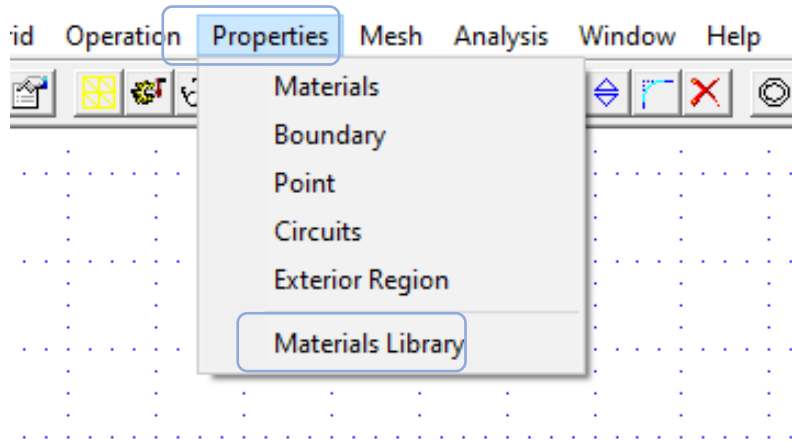 rid Operation Properties Mesh Analysis Window Help
Materials
Boundary
Point
Circuits
Exterior Region
Materials Library